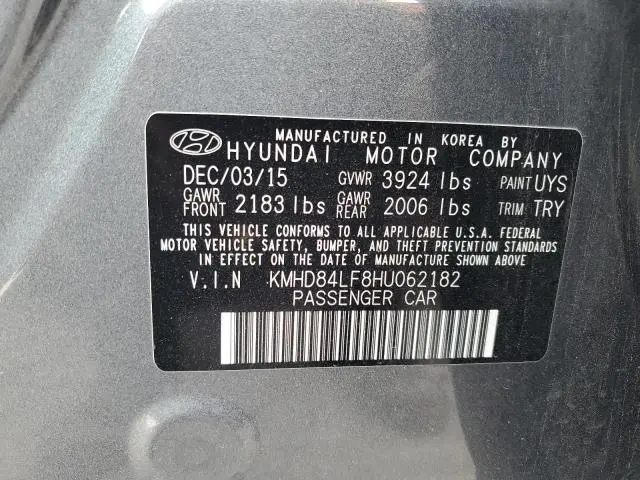 MANUFACTURED IN KOREA BY
HYUNDAI MOTOR COMPANY
DEC/03/15 GVWR 3924 lbs PAINT UYS
GAWR FRONT 2183 lbs GAWR REAR 2006 lbs TRIM TRY
THIS VEHICLE CONFORMS TO ALL APPLICABLE U.S.A. FEDERAL
MOTOR VEHICLE SAFETY, BUMPER, AND THEFT PREVENTION STANDARDS
IN EFFECT ON THE DATE OF MANUFACTURE SHOWN ABOVE.
V.I.N KMHD84LF8HU062182
PASSENGER CAR